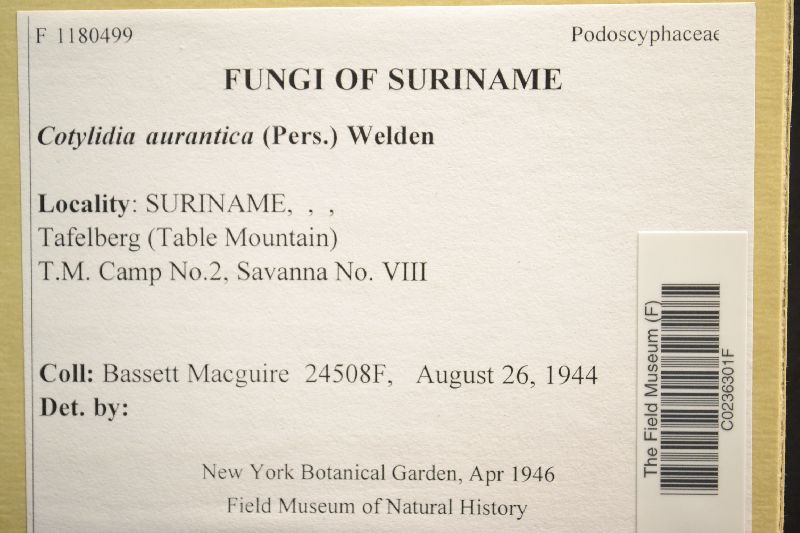 F 1180499
Podoscyphaceae
FUNGI OF SURINAME
Cotylidia aurantica (Pers.) Welden
Locality: SURINAME, , ,
Tafelberg (Table Mountain)
T.M. Camp No.2, Savanna No. VIII
Coll: Bassett Macguire 24508F, August 26, 1944
Det. by:
New York Botanical Garden, Apr 1946
Field Museum of Natural History
The Field Museum (F)
C0236301F